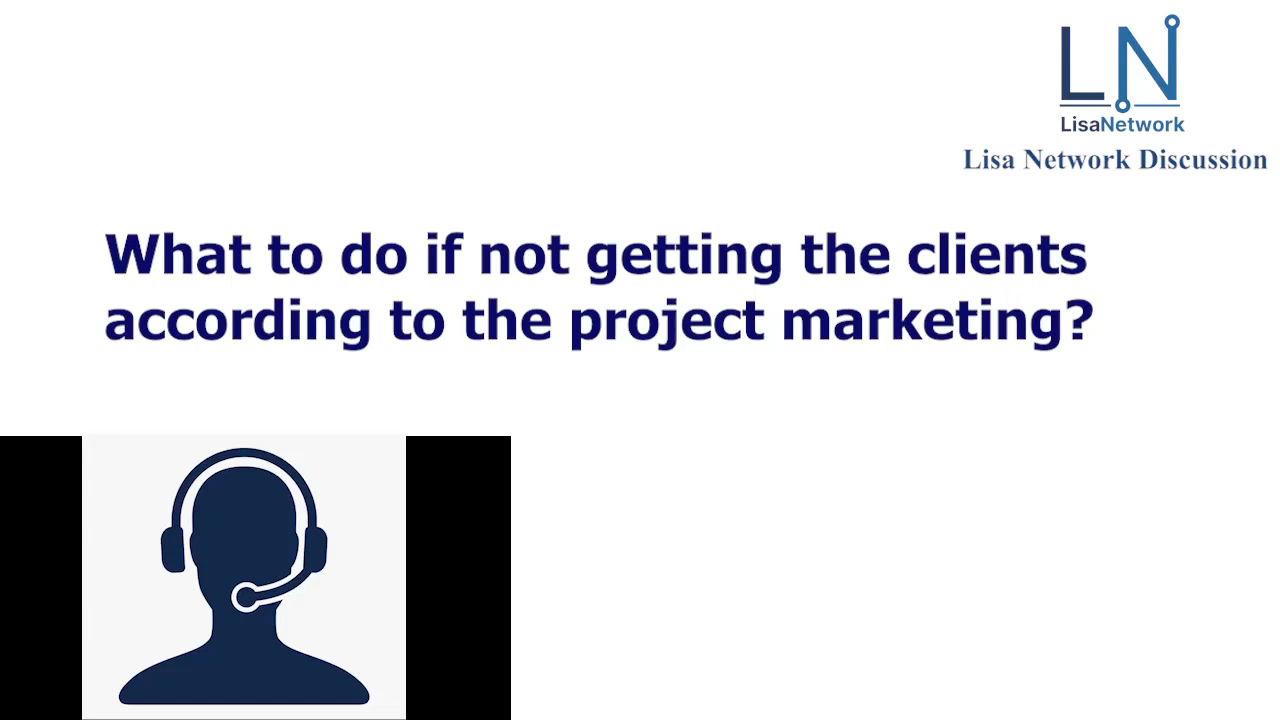 LN
LisaNetwork
Lisa Network Discussion
What to do if not getting the clients
according to the project marketing?